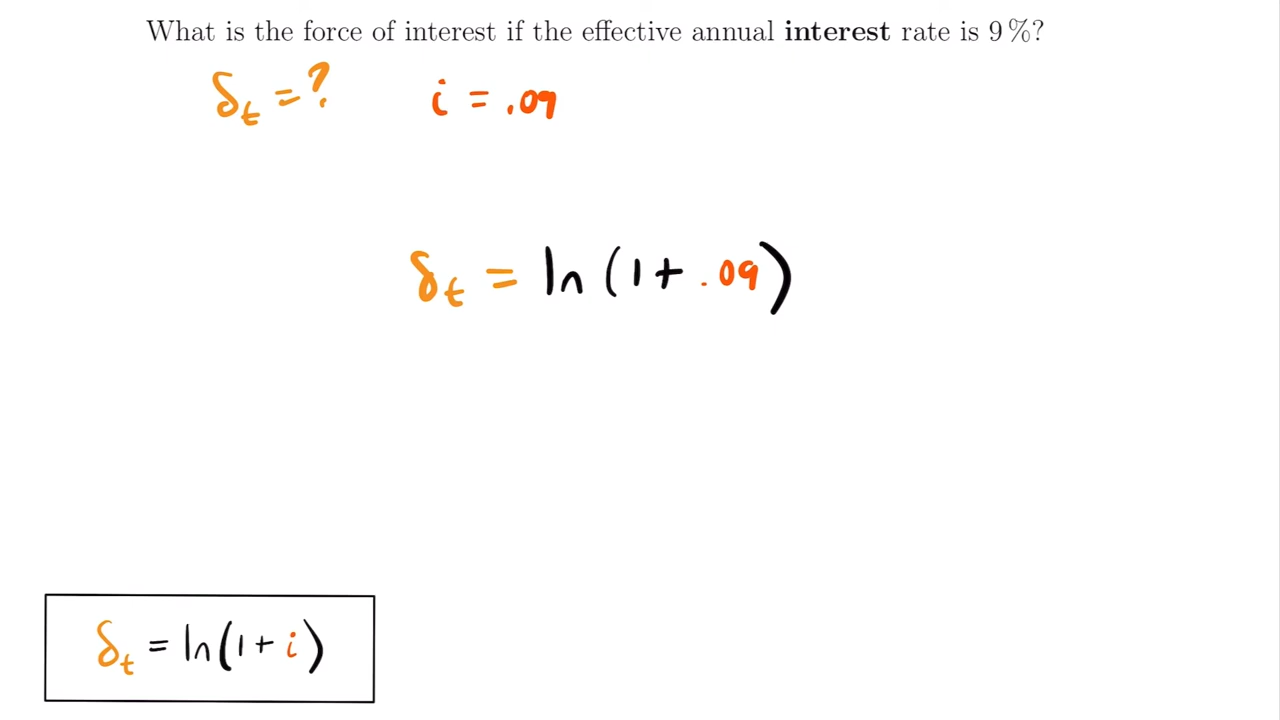 What is the force of interest if the effective annual interest rate is 9 %?
δt = ? i = .09
δt = ln(1 + .09)
δt = ln(1 + i)